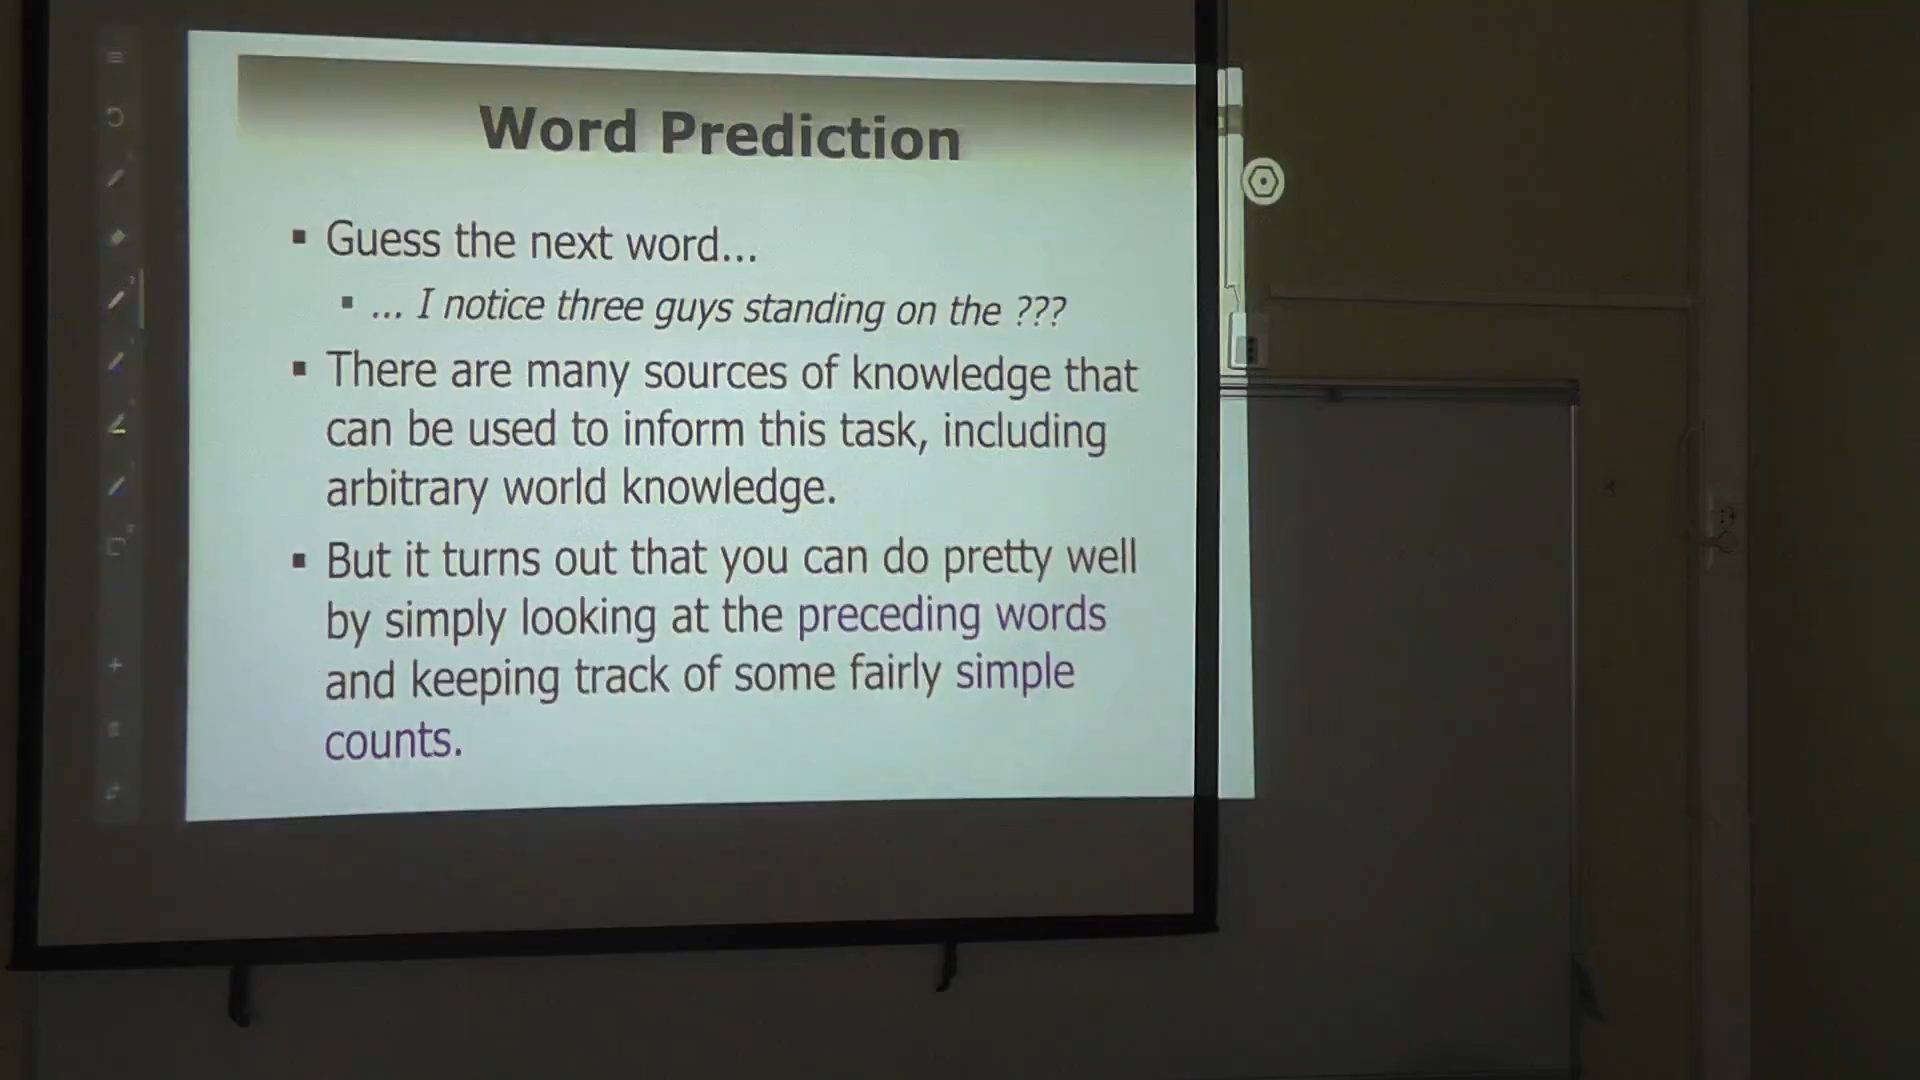 Word Prediction
▪ Guess the next word...
▪ ... I notice three guys standing on the ???
▪ There are many sources of knowledge that
can be used to inform this task, including
arbitrary world knowledge.
▪ But it turns out that you can do pretty well
by simply looking at the preceding words
and keeping track of some fairly simple
counts.